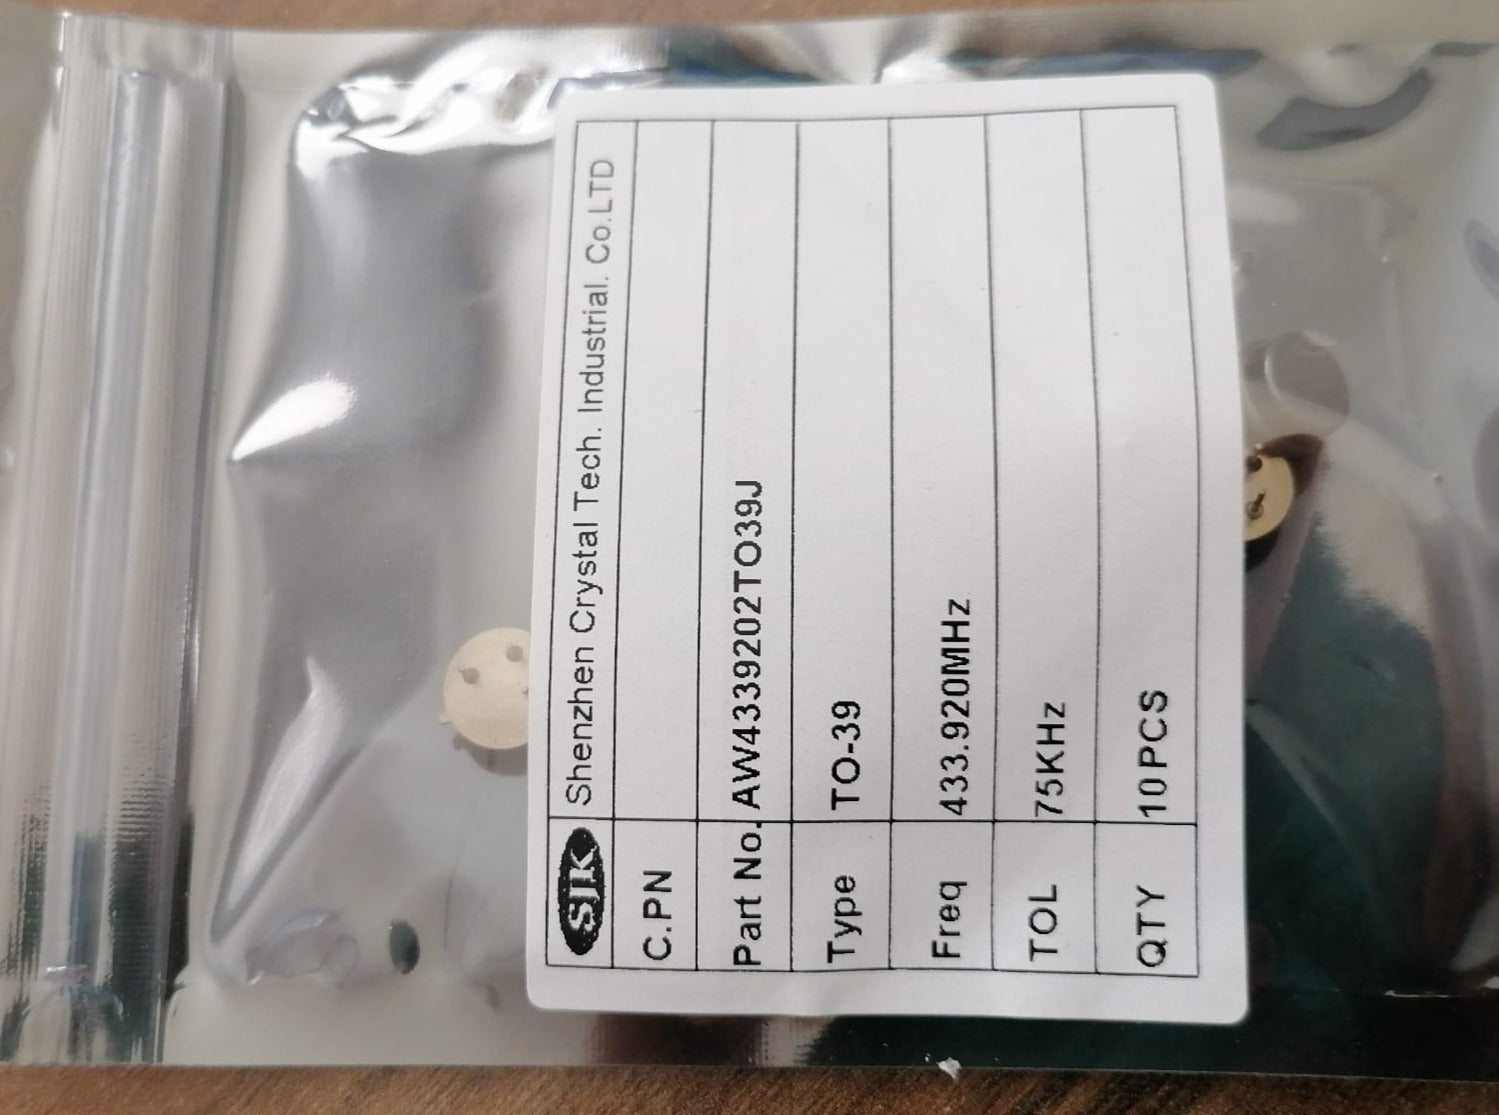 SJK Shenzhen Crystal Tech. Industrial. Co.LTD
C.PN
Part No. AW4339202TO39J
Type TO-39
Freq 433.920MHz
TOL 75KHz
QTY 10PCS